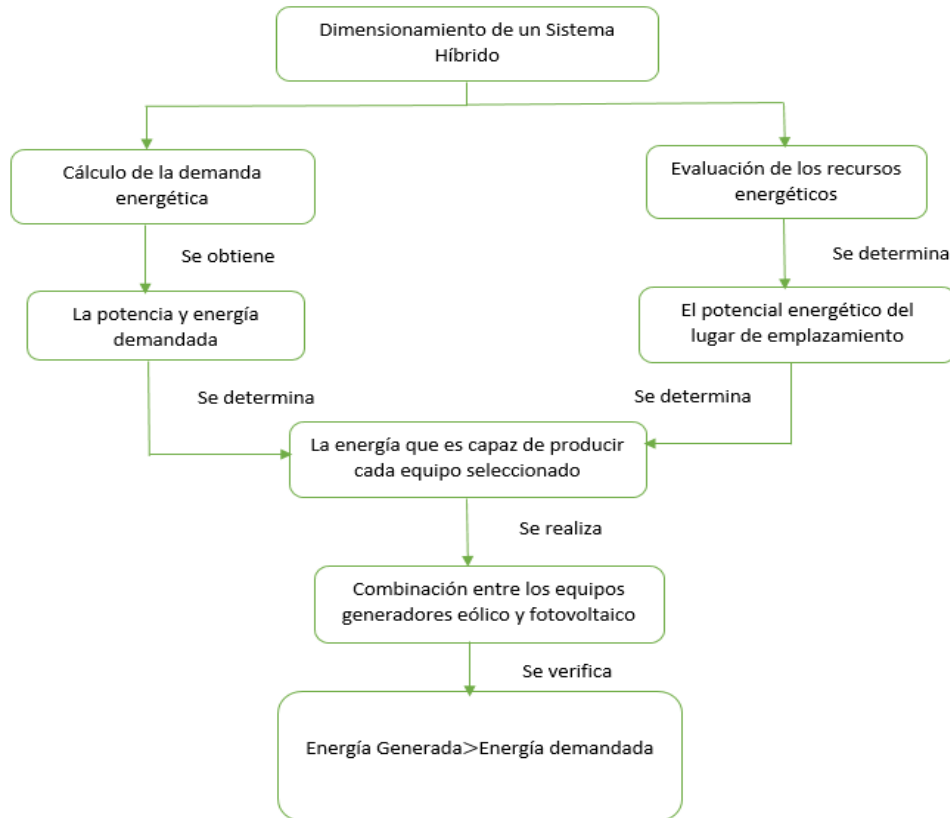 Dimensionamiento de un Sistema
Híbrido
Cálculo de la demanda
energética
Evaluación de los recursos
energéticos
Se obtiene
Se determina
La potencia y energía
demandada
El potencial energético del
lugar de emplazamiento
Se determina
Se determina
La energía que es capaz de producir
cada equipo seleccionado
Se realiza
Combinación entre los equipos
generadores eólico y fotovoltaico
Se verifica
Energía Generada>Energía demandada